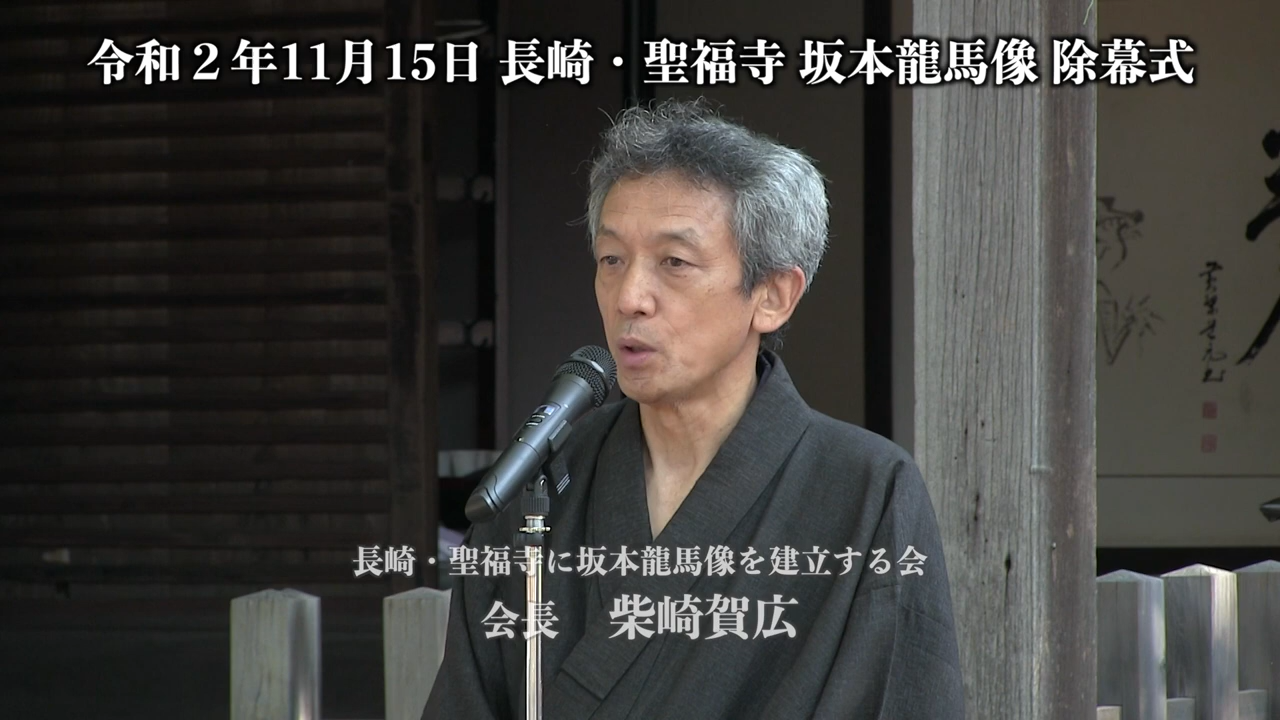 令和２年11月15日 長崎・聖福寺 坂本龍馬像 除幕式
長崎・聖福寺に坂本龍馬像を建立する会
会長　柴崎賀広